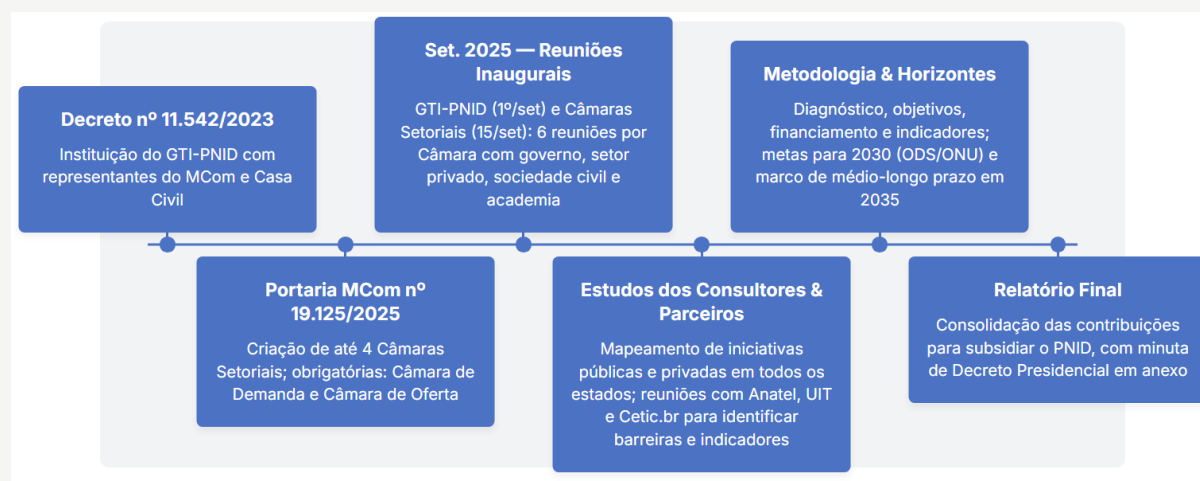 Decreto nº 11.542/2023
Instituição do GTI-PNID com
representantes do MCom e Casa
Civil
Portaria MCom nº
19.125/2025
Criação de até 4 Câmaras
Setoriais; obrigatórias: Câmara de
Demanda e Câmara de Oferta
Set. 2025 — Reuniões
Inaugurais
GTI-PNID (1º/set) e Câmaras
Setoriais (15/set): 6 reuniões por
Câmara com governo, setor
privado, sociedade civil e
academia
Estudos dos Consultores &
Parceiros
Mapeamento de iniciativas
públicas e privadas em todos os
estados; reuniões com Anatel, UIT
e Cetic.br para identificar
barreiras e indicadores
Metodologia & Horizontes
Diagnóstico, objetivos,
financiamento e indicadores;
metas para 2030 (ODS/ONU) e
marco de médio-longo prazo em
2035
Relatório Final
Consolidação das contribuições
para subsidiar o PNID, com minuta
de Decreto Presidencial em anexo